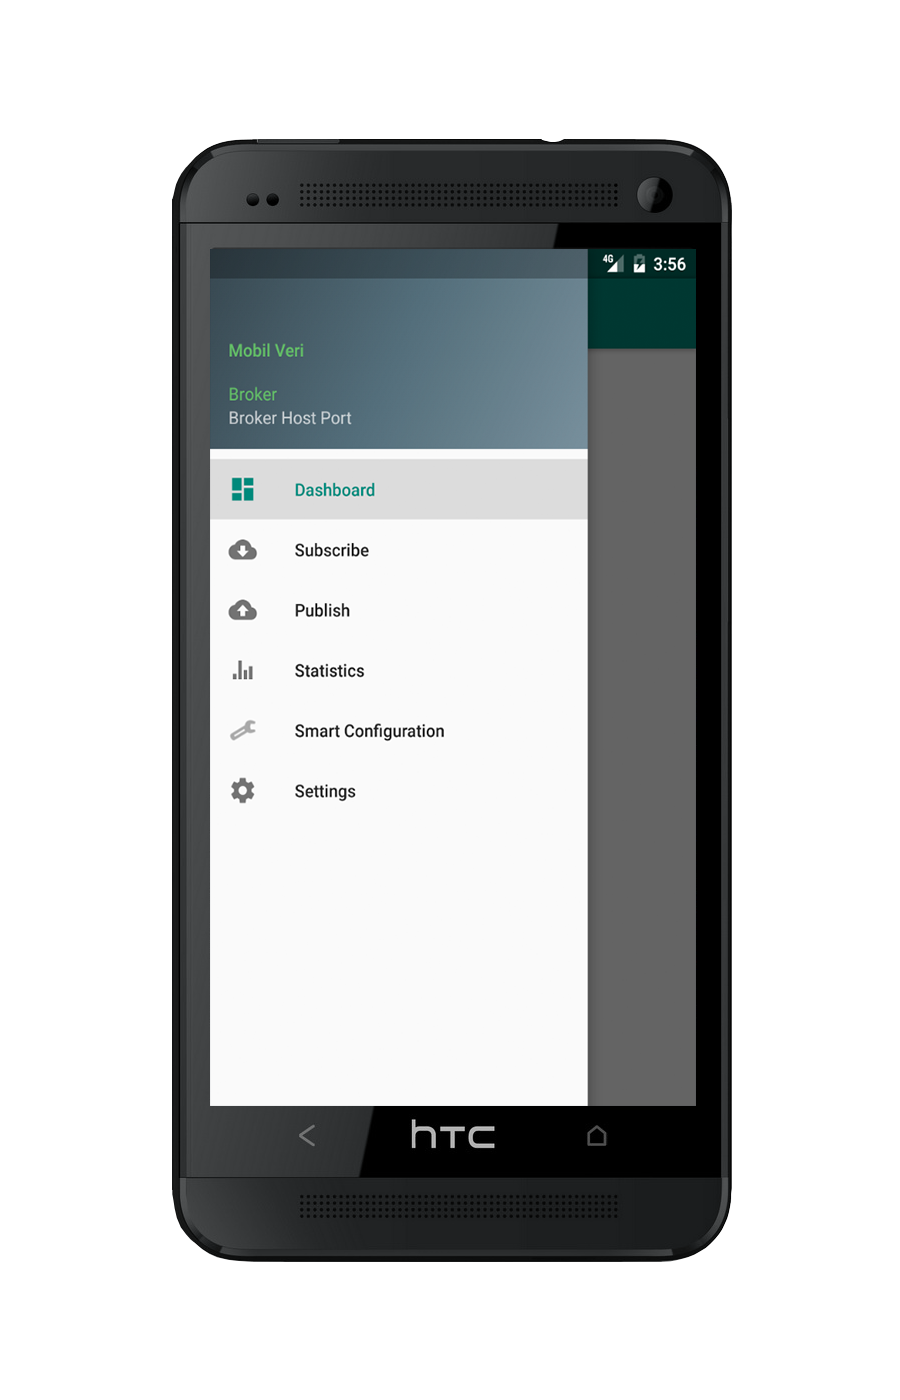 4G 3:56
Mobil Veri
Broker
Broker Host Port
Dashboard
Subscribe
Publish
Statistics
Smart Configuration
Settings
hTC